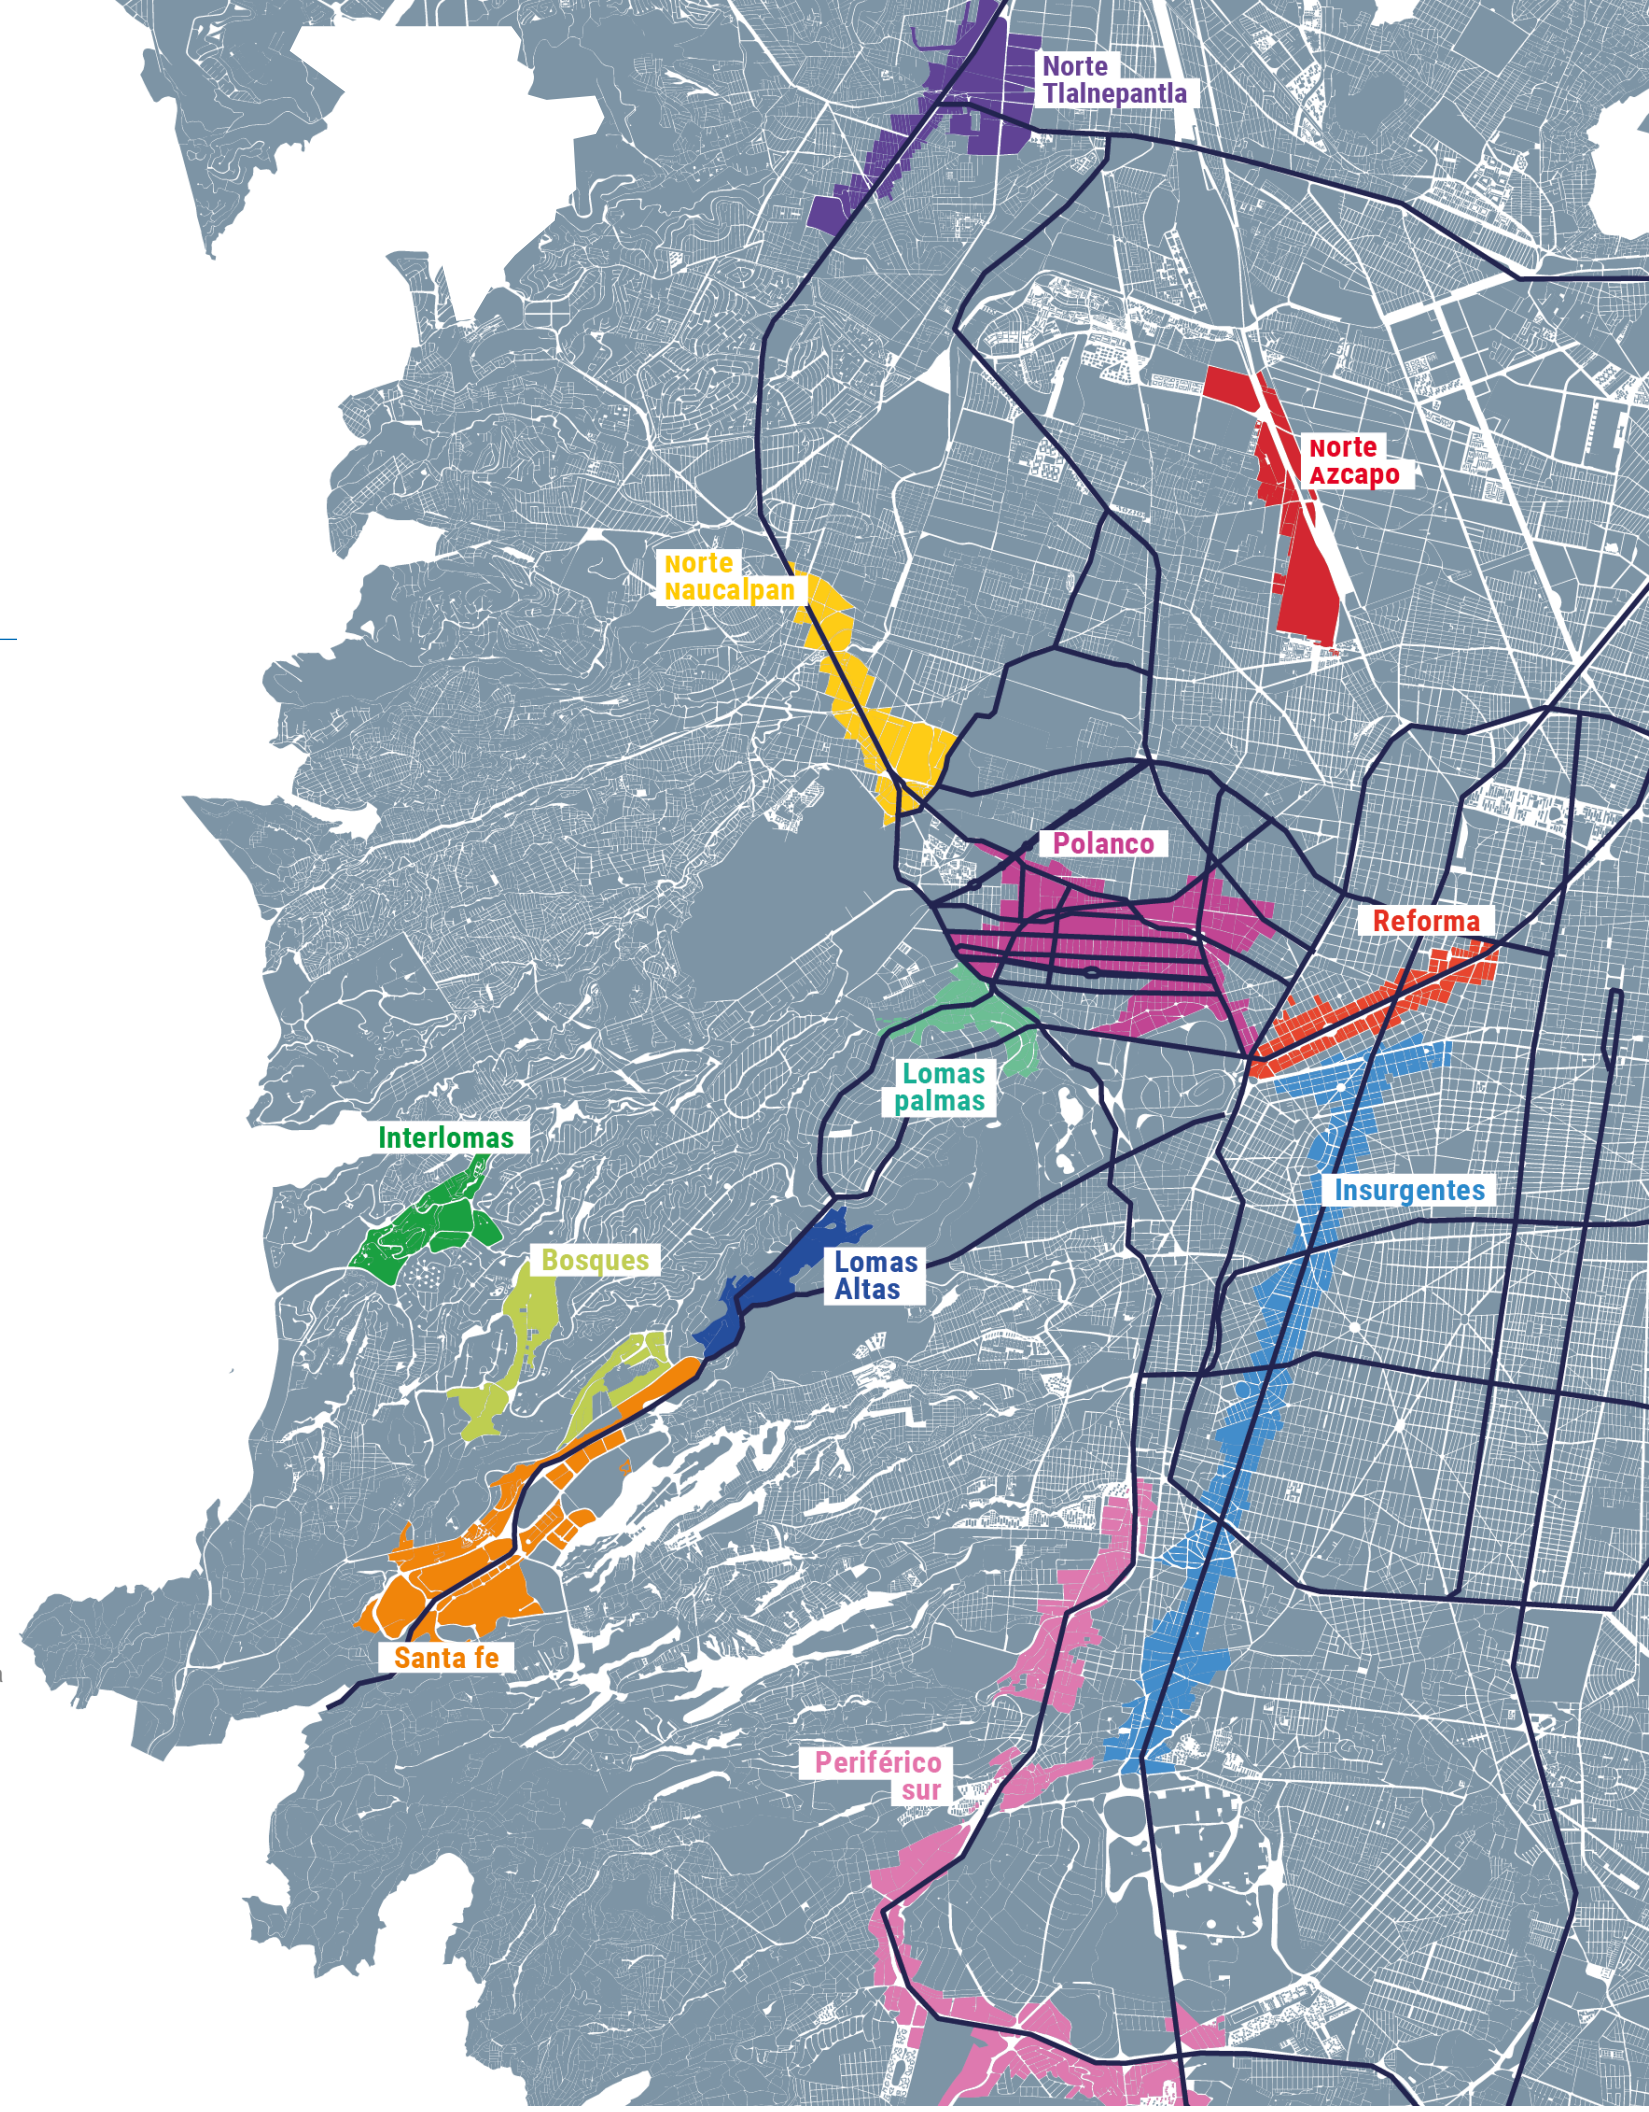 Norte
Tlalnepantla
Norte
Azcapo
Norte
Naucalpan
Polanco
Reforma
Lomas
palmas
Interlomas
Insurgentes
Bosques
Lomas
Altas
Santa fe
Periférico
sur